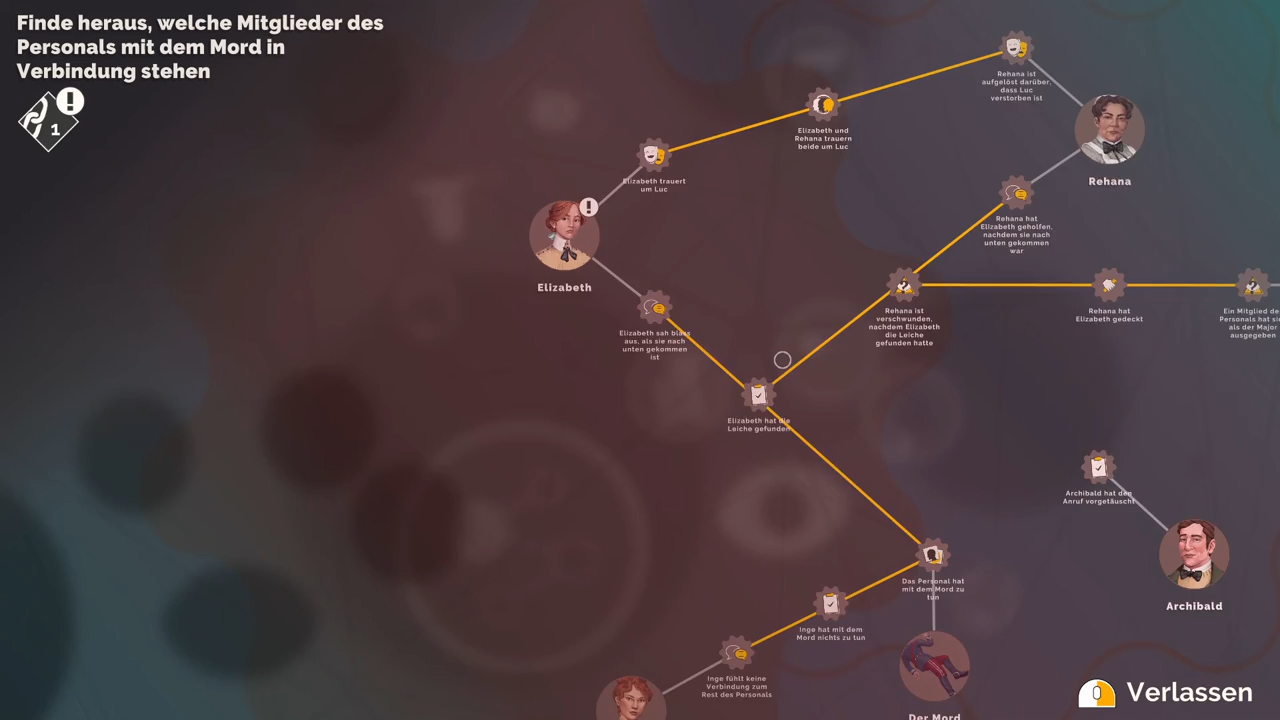 Finde heraus, welche Mitglieder des
Personals mit dem Mord in
Verbindung stehen
1
Rehana ist
aufgelöst darüber,
dass Luc
verstorben ist
Elizabeth und
Rehana trauern
beide um Luc
Elizabeth trauert
um Luc
Rehana
Rehana hat
Elizabeth geholfen,
nachdem sie nach
unten gekommen
war
Elizabeth
Elizabeth sah blass
aus, als sie nach
unten gekommen
ist
Rehana ist
verschwunden,
nachdem Elizabeth
die Leiche
gefunden hatte
Rehana hat
Elizabeth gedeckt
Ein Mitglied de
Personals hat si
als der Major
ausgegeben
Elizabeth hat die
Leiche gefunden
Archibald hat den
Anruf vorgetäuscht
Archibald
Das Personal hat
mit dem Mord zu
tun
Inge hat mit dem
Mord nichts zu tun
Inge fühlt keine
Verbindung zum
Rest des Personals
Der Mord
Verlassen